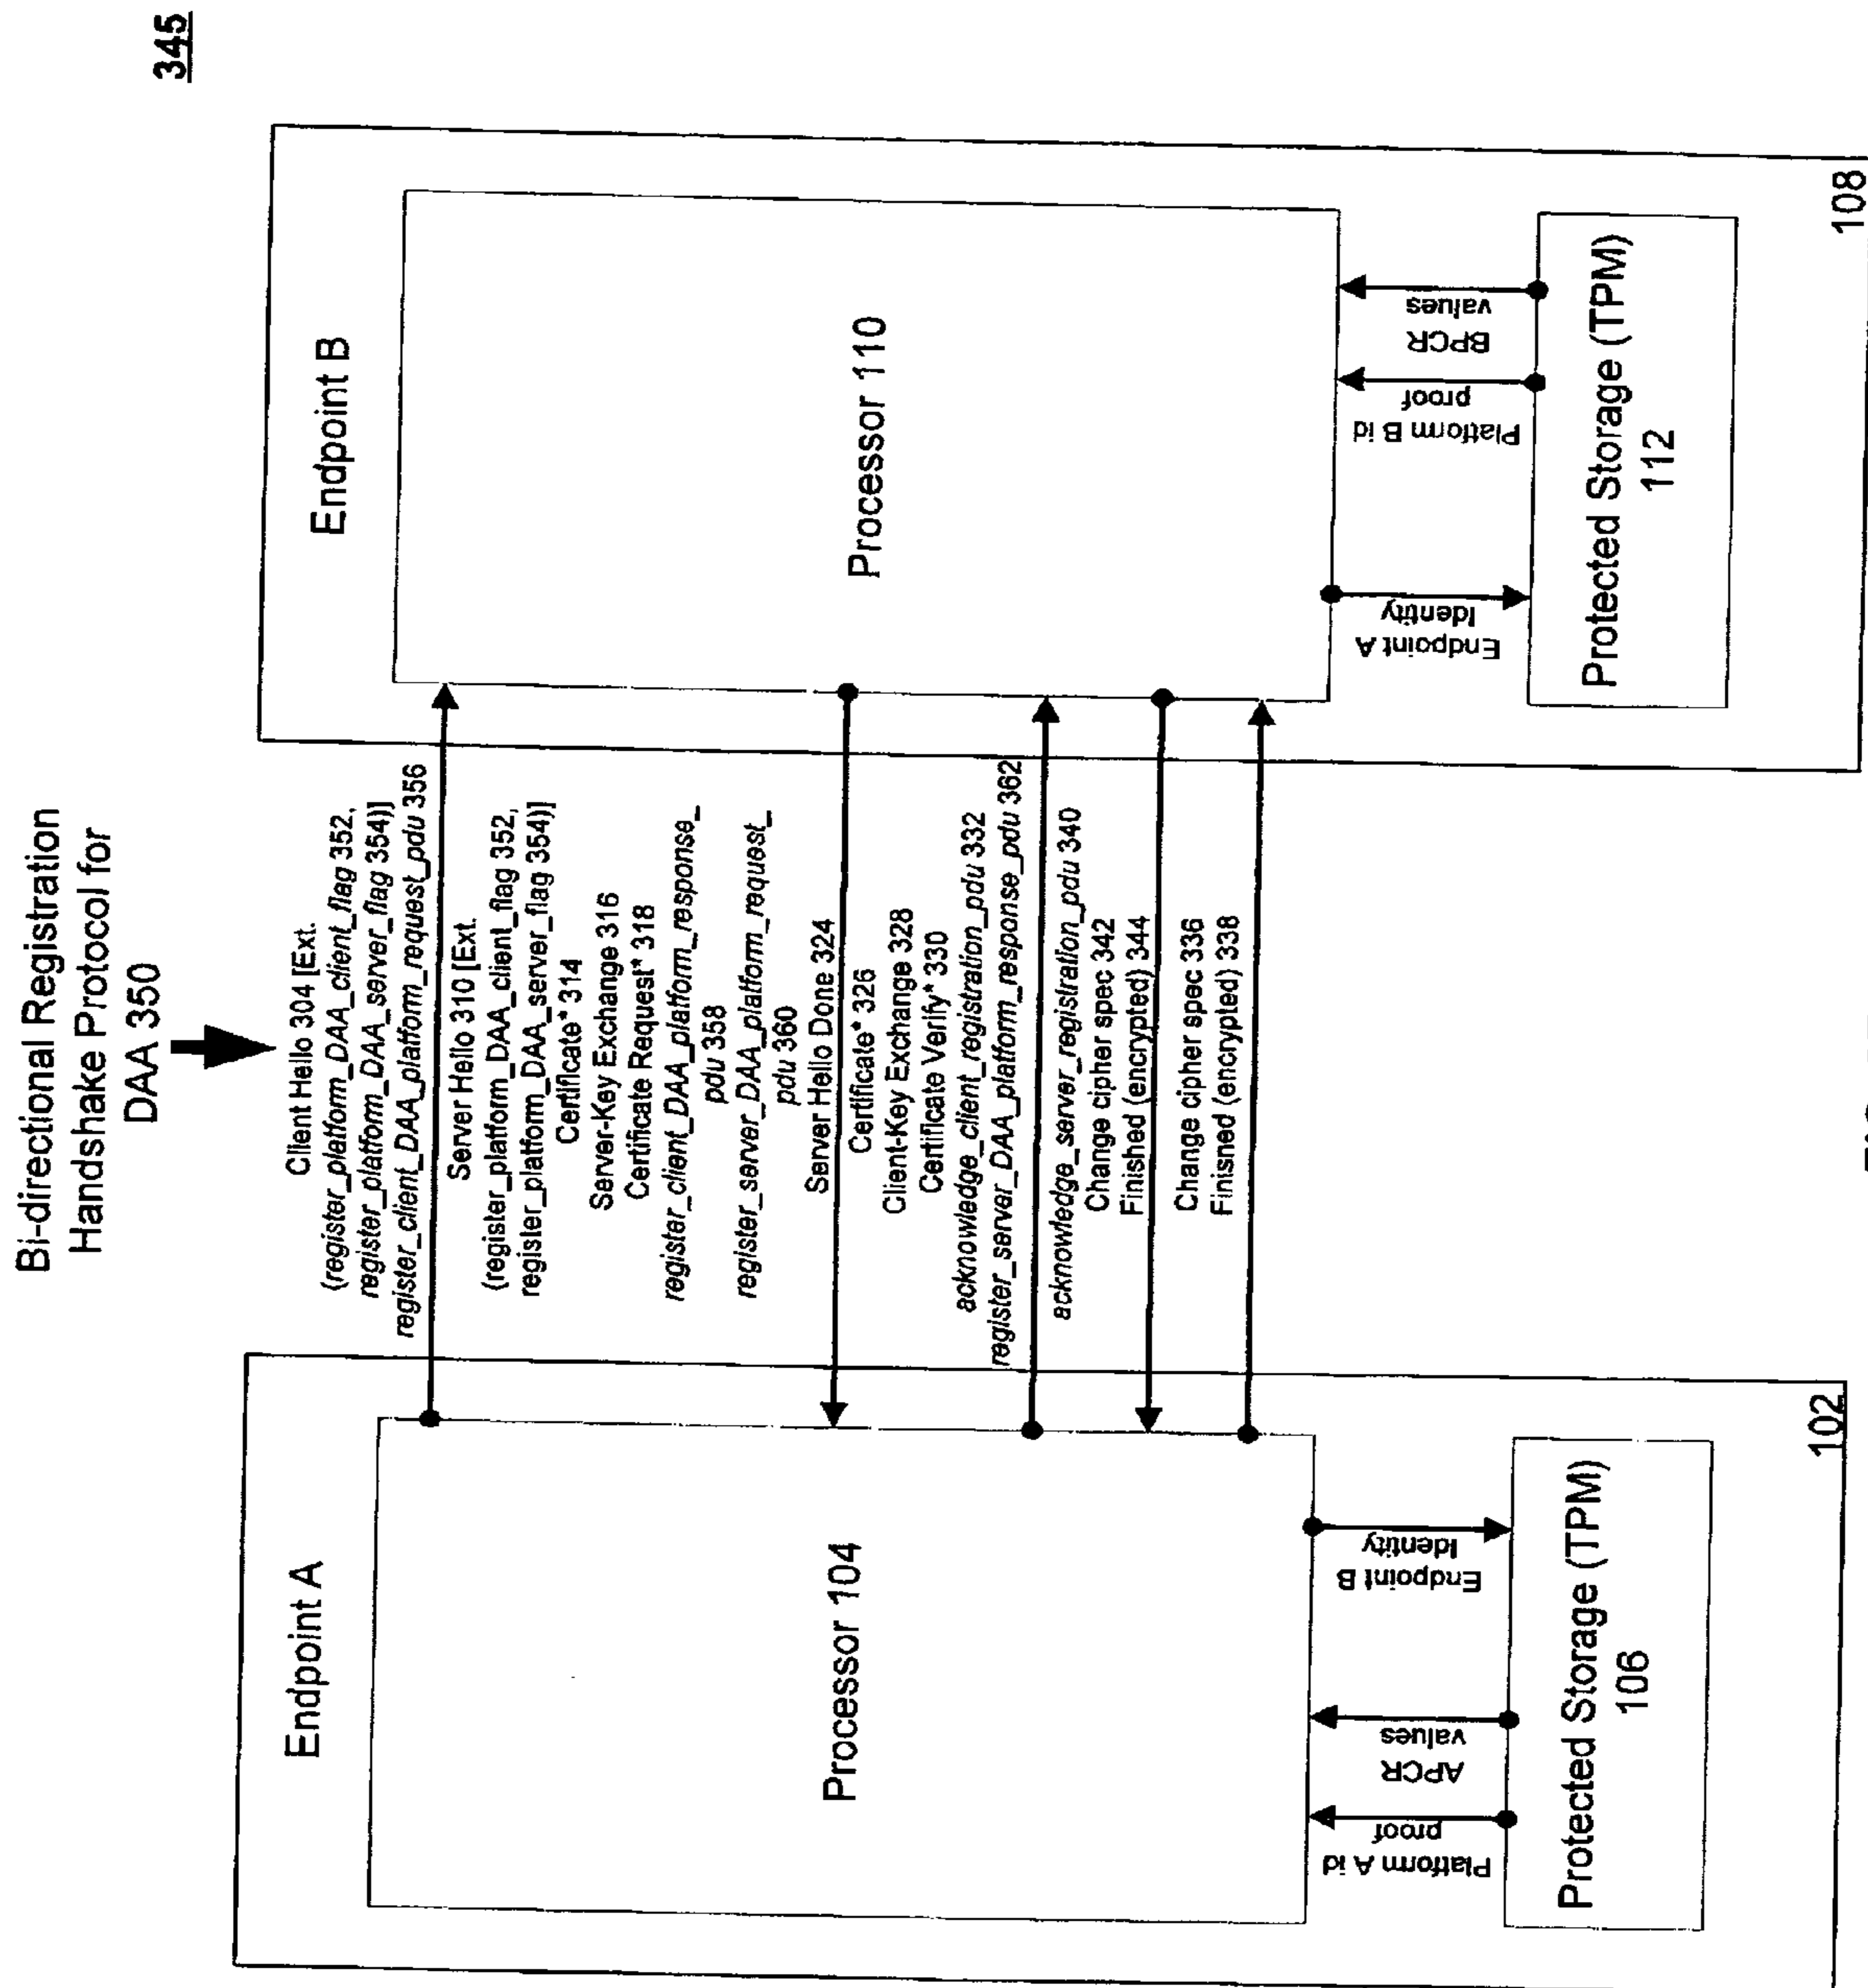 345
Bi-directional Registration
Handshake Protocol for
DAA 350
Endpoint A
Processor 104
Platform A id
proof
APCR
values
Endpoint B
Identity
Protected Storage (TPM)
106
102
Client Hello 304 [Ext.
(register_platform_DAA_client_flag 352,
register_platform_DAA_server_flag 354)]
register_client_DAA_platform_request_pdu 356
Server Hello 310 [Ext.
(register_platform_DAA_client_flag 352,
register_platform_DAA_server_flag 354)]
Certificate* 314
Server-Key Exchange 316
Certificate Request* 318
register_client_DAA_platform_response_
pdu 358
register_server_DAA_platform_request_
pdu 360
Server Hello Done 324
Certificate* 326
Client-Key Exchange 328
Certificate Verify* 330
acknowledge_client_registration_pdu 332
register_server_DAA_platform_response_pdu 362
acknowledge_server_registration_pdu 340
Change cipher spec 342
Finished (encrypted) 344
Change cipher spec 336
Finisned (encrypted) 338
Endpoint B
Processor 110
Endpoint A
Identity
Platform B id
proof
BPCR
values
Protected Storage (TPM)
112
108